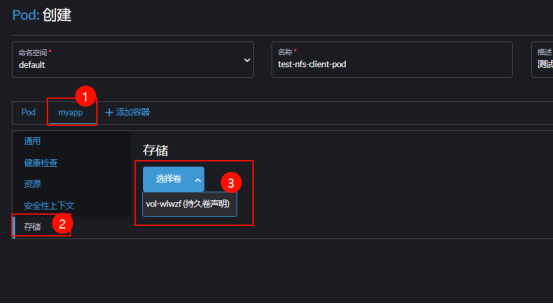 Pod: 创建
命名空间*
default
名称*
test-nfs-client-pod
描述
测试
Pod
myapp
1
+ 添加容器
通用
健康检查
资源
安全性上下文
存储
2
存储
选择卷
3
vol-wlwzf (持久卷声明)